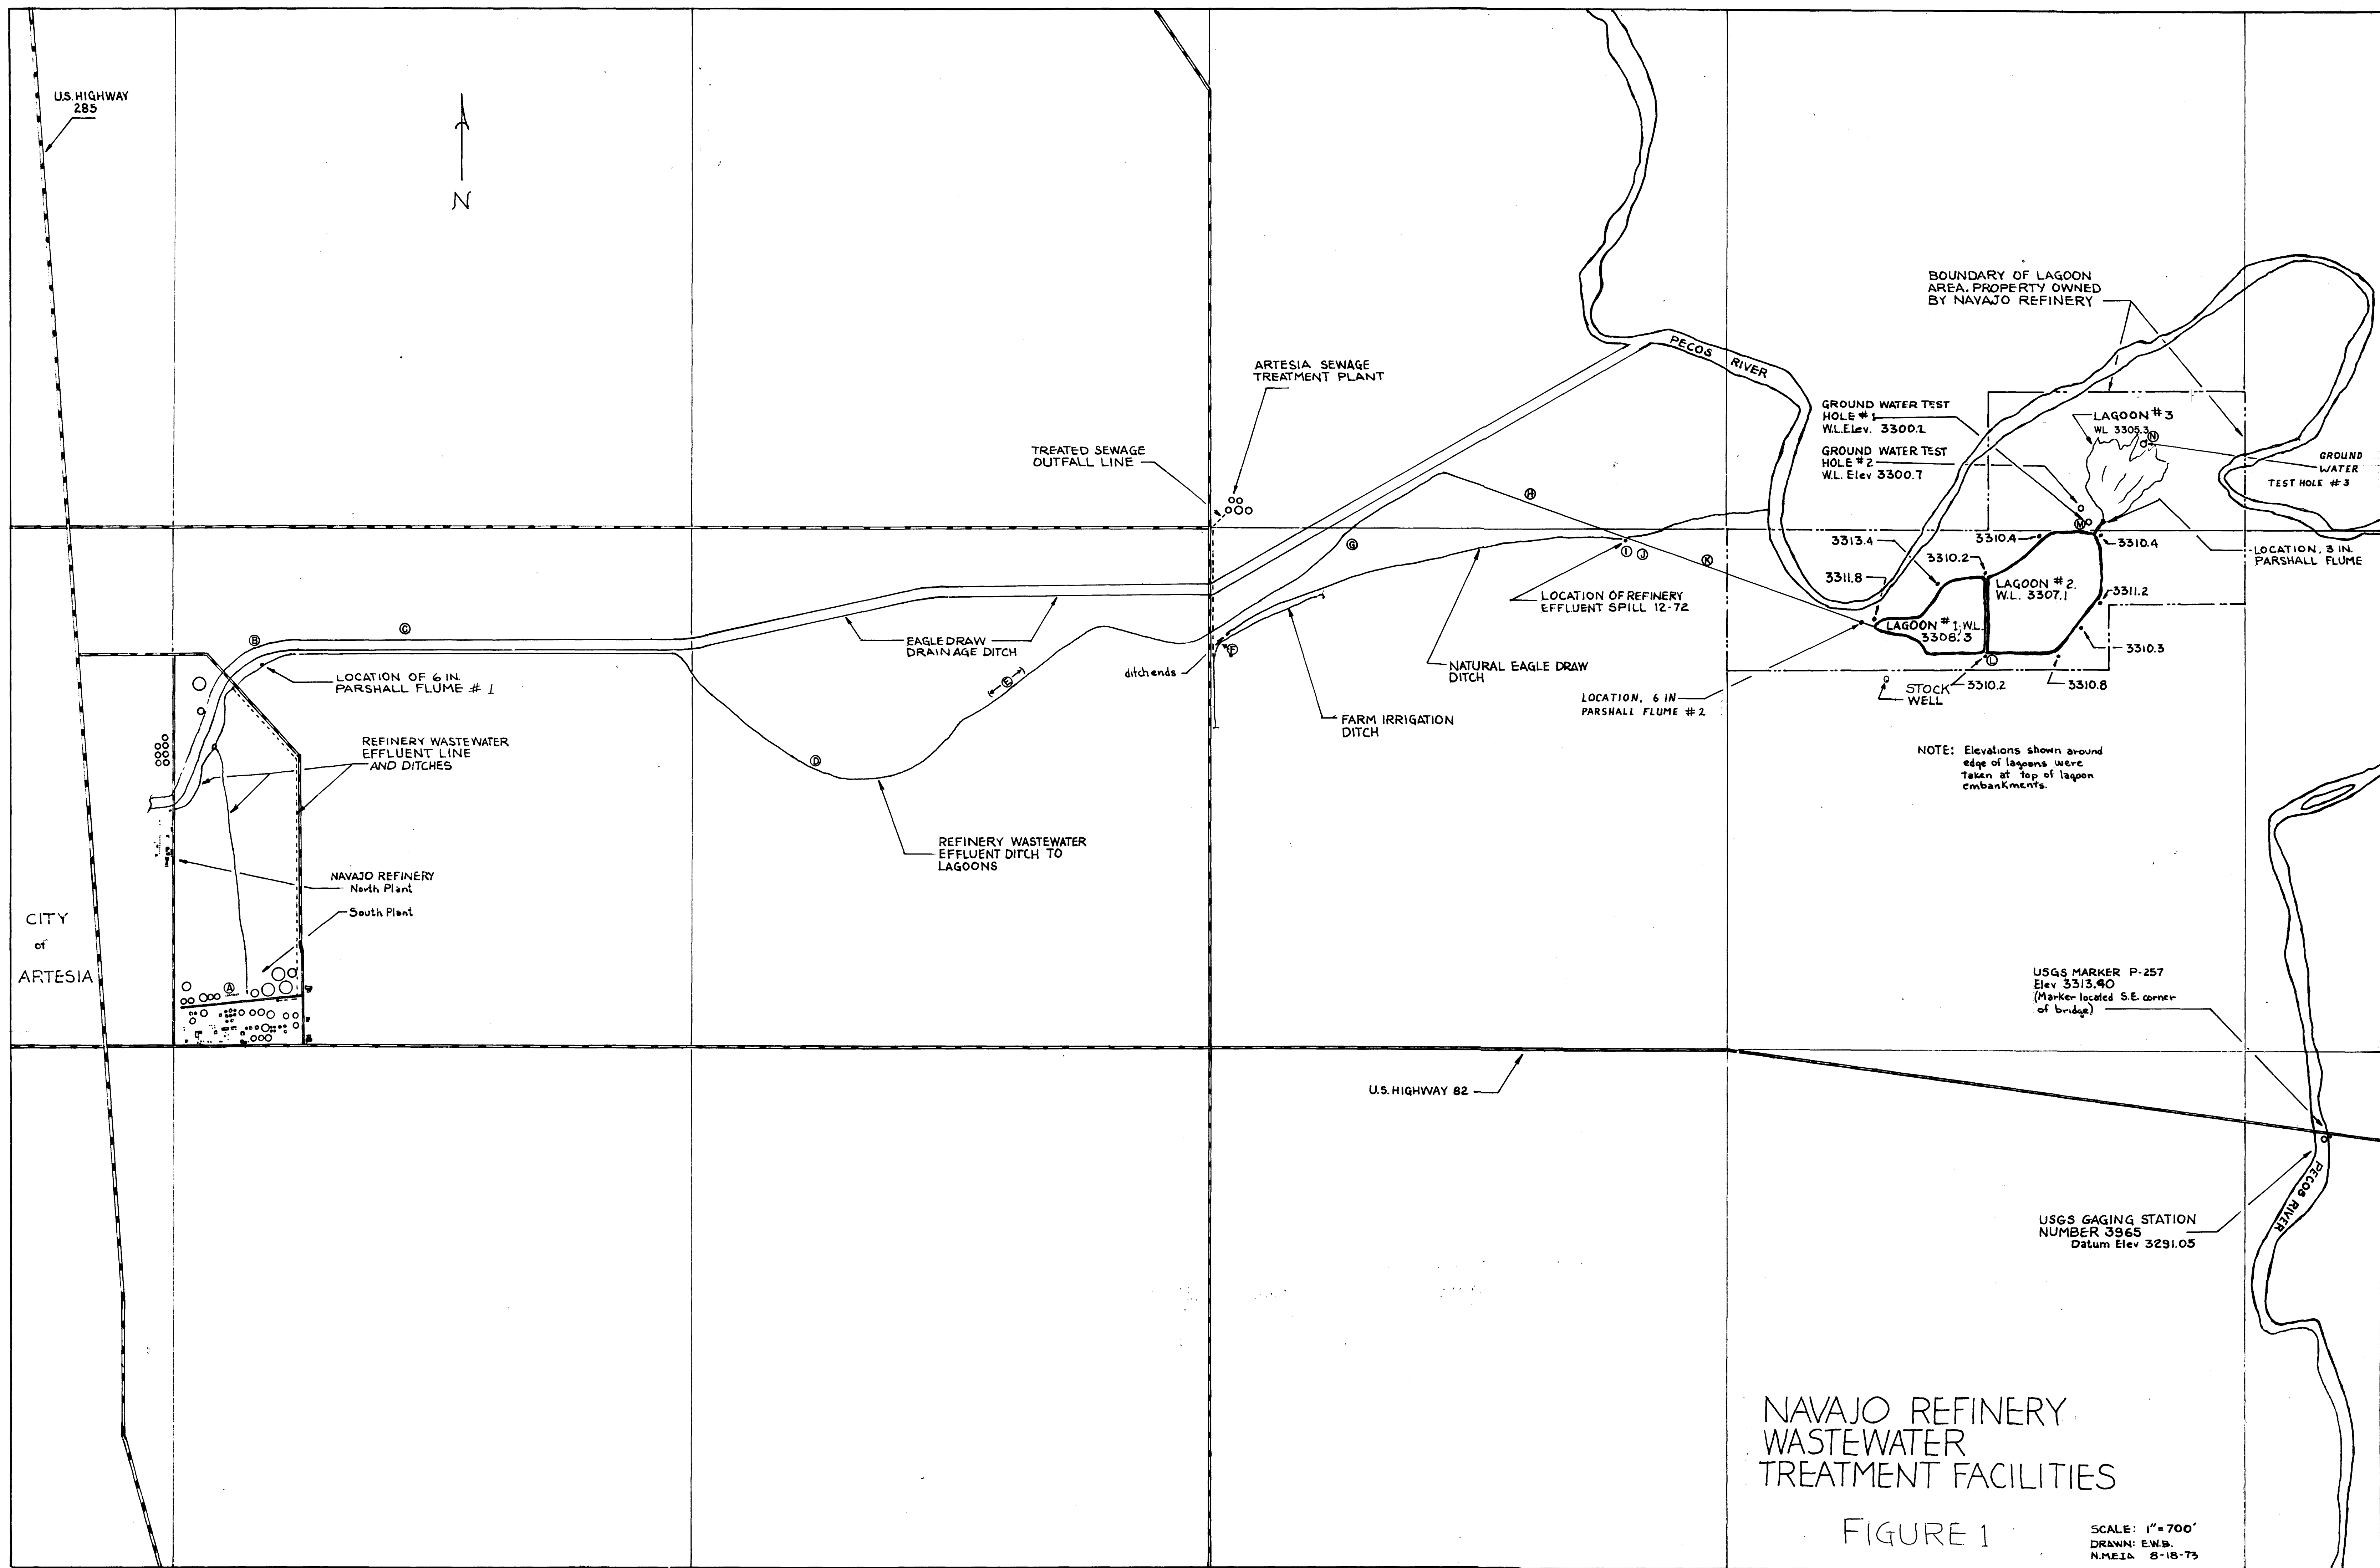 U.S. HIGHWAY
285
N
ARTESIA SEWAGE
TREATMENT PLANT
TREATED SEWAGE
OUTFALL LINE
PECOS RIVER
BOUNDARY OF LAGOON
AREA. PROPERTY OWNED
BY NAVAJO REFINERY
GROUND WATER TEST
HOLE #1
W.L. Elev. 3300.2
GROUND WATER TEST
HOLE #2
W.L. Elev 3300.7
LAGOON #3
WL 3305.3
N
GROUND
WATER
TEST HOLE #3
M
LOCATION, 3 IN.
PARSHALL FLUME
3313.4
3310.4
3310.4
3310.2
3311.8
LAGOON #2.
W.L. 3307.1
3311.2
LAGOON #1; W.L.
3308.3
3310.3
L
STOCK
WELL
3310.2
3310.8
NOTE: Elevations shown around
edge of lagoons were
taken at top of lagoon
embankments.
H
G
I
J
K
LOCATION OF REFINERY
EFFLUENT SPILL 12-72
LOCATION, 6 IN
PARSHALL FLUME #2
NATURAL EAGLE DRAW
DITCH
FARM IRRIGATION
DITCH
F
ditch ends
EAGLE DRAW
DRAINAGE DITCH
E
D
REFINERY WASTEWATER
EFFLUENT DITCH TO
LAGOONS
B
C
LOCATION OF 6 IN.
PARSHALL FLUME # 1
REFINERY WASTEWATER
EFFLUENT LINE
AND DITCHES
NAVAJO REFINERY
North Plant
South Plant
A
CITY
of
ARTESIA
U.S. HIGHWAY 82
USGS MARKER P-257
Elev 3313.40
(Marker located S.E. corner
of bridge)
PECOS RIVER
USGS GAGING STATION
NUMBER 3965
Datum Elev 3291.05
NAVAJO REFINERY
WASTEWATER
TREATMENT FACILITIES
FIGURE 1
SCALE: 1"=700'
DRAWN: E.W.B.
N.M.E.I.A. 8-18-73